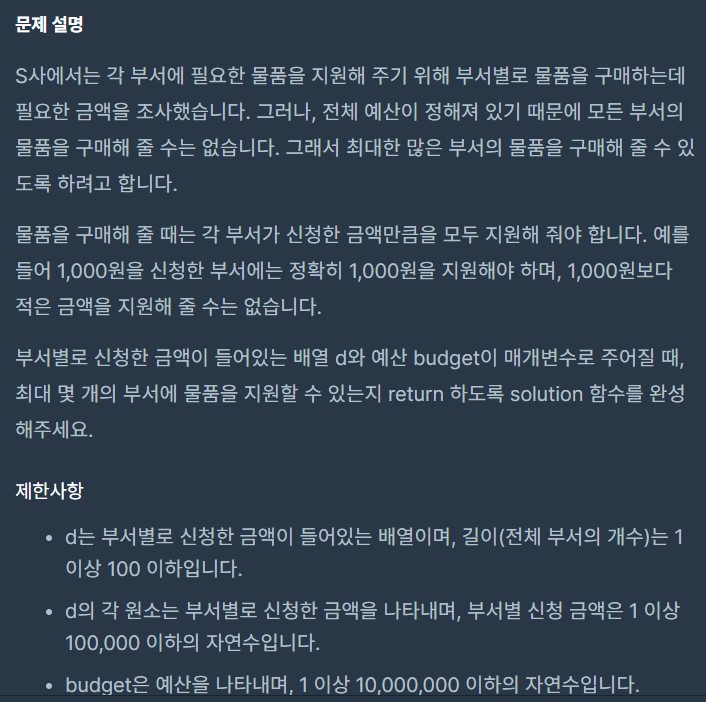 문제 설명
S사에서는 각 부서에 필요한 물품을 지원해 주기 위해 부서별로 물품을 구매하는데
필요한 금액을 조사했습니다. 그러나, 전체 예산이 정해져 있기 때문에 모든 부서의
물품을 구매해 줄 수는 없습니다. 그래서 최대한 많은 부서의 물품을 구매해 줄 수 있
도록 하려고 합니다.
물품을 구매해 줄 때는 각 부서가 신청한 금액만큼을 모두 지원해 줘야 합니다. 예를
들어 1,000원을 신청한 부서에는 정확히 1,000원을 지원해야 하며, 1,000원보다
적은 금액을 지원해 줄 수는 없습니다.
부서별로 신청한 금액이 들어있는 배열 d와 예산 budget이 매개변수로 주어질 때,
최대 몇 개의 부서에 물품을 지원할 수 있는지 return 하도록 solution 함수를 완성
해주세요.
제한사항
• d는 부서별로 신청한 금액이 들어있는 배열이며, 길이(전체 부서의 개수)는 1
이상 100 이하입니다.
• d의 각 원소는 부서별로 신청한 금액을 나타내며, 부서별 신청 금액은 1 이상
100,000 이하의 자연수입니다.
• budget은 예산을 나타내며, 1 이상 10,000,000 이하의 자연수입니다.